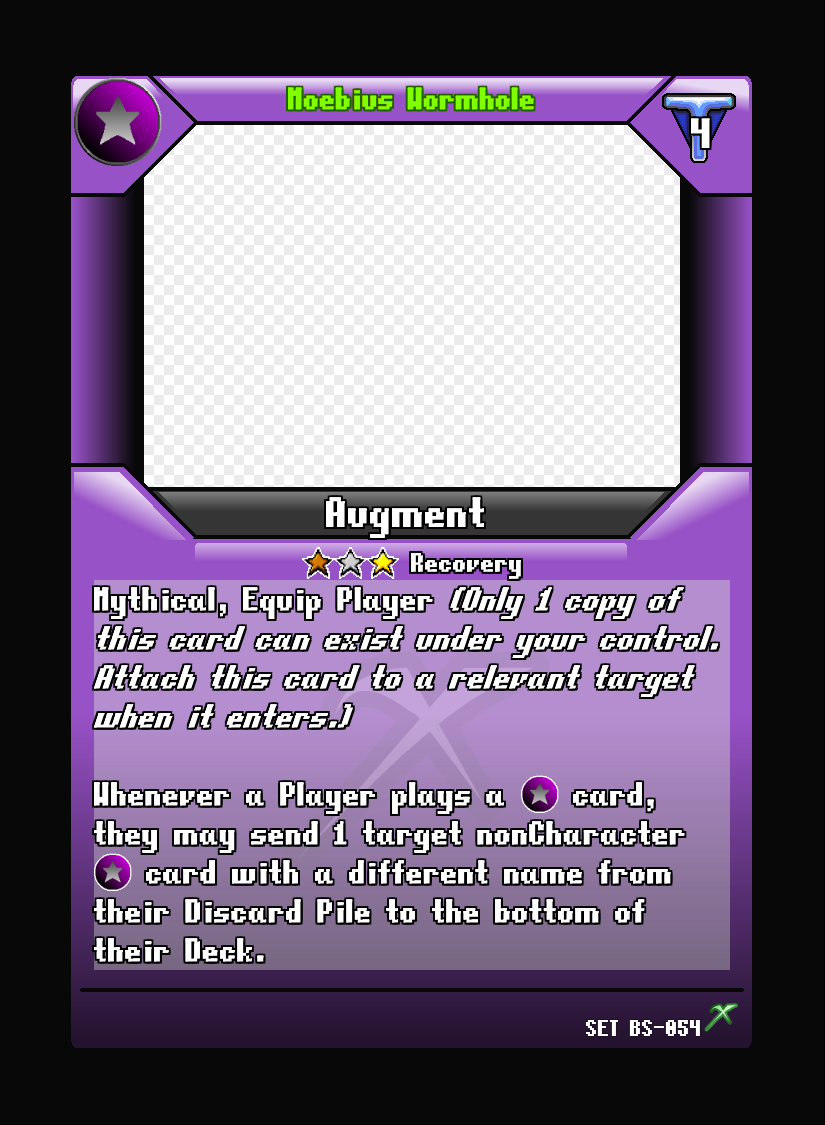 Moebius Wormhole
4
Augment
Recovery
Mythical, Equip Player (Only 1 copy of
this card can exist under your control.
Attach this card to a relevant target
when it enters.)
Whenever a Player plays a card,
they may send 1 target nonCharacter
card with a different name from
their Discard Pile to the bottom of
their Deck.
SET BS-054